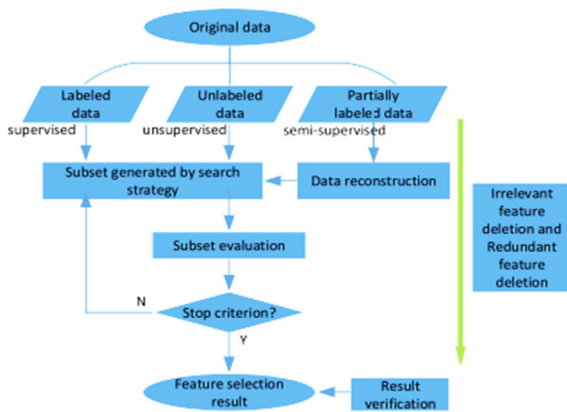 Original data
Labeled
data
Unlabeled
data
Partially
labeled data
supervised
unsupervised
semi-supervised
Subset generated by search
strategy
Data reconstruction
Irrelevant
feature
deletion and
Redundant
feature
deletion
Subset evaluation
N
Stop criterion?
Y
Feature selection
result
Result
verification